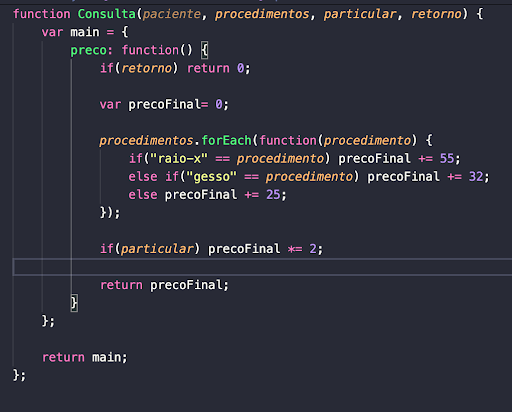 function Consulta(paciente, procedimentos, particular, retorno) {
    var main = {
        preco: function() {
            if(retorno) return 0;

            var precoFinal= 0;

            procedimentos.forEach(function(procedimento) {
                if("raio-x" == procedimento) precoFinal += 55;
                else if("gesso" == procedimento) precoFinal += 32;
                else precoFinal += 25;
            });

            if(particular) precoFinal *= 2;

            return precoFinal;
        }
    };

    return main;
};